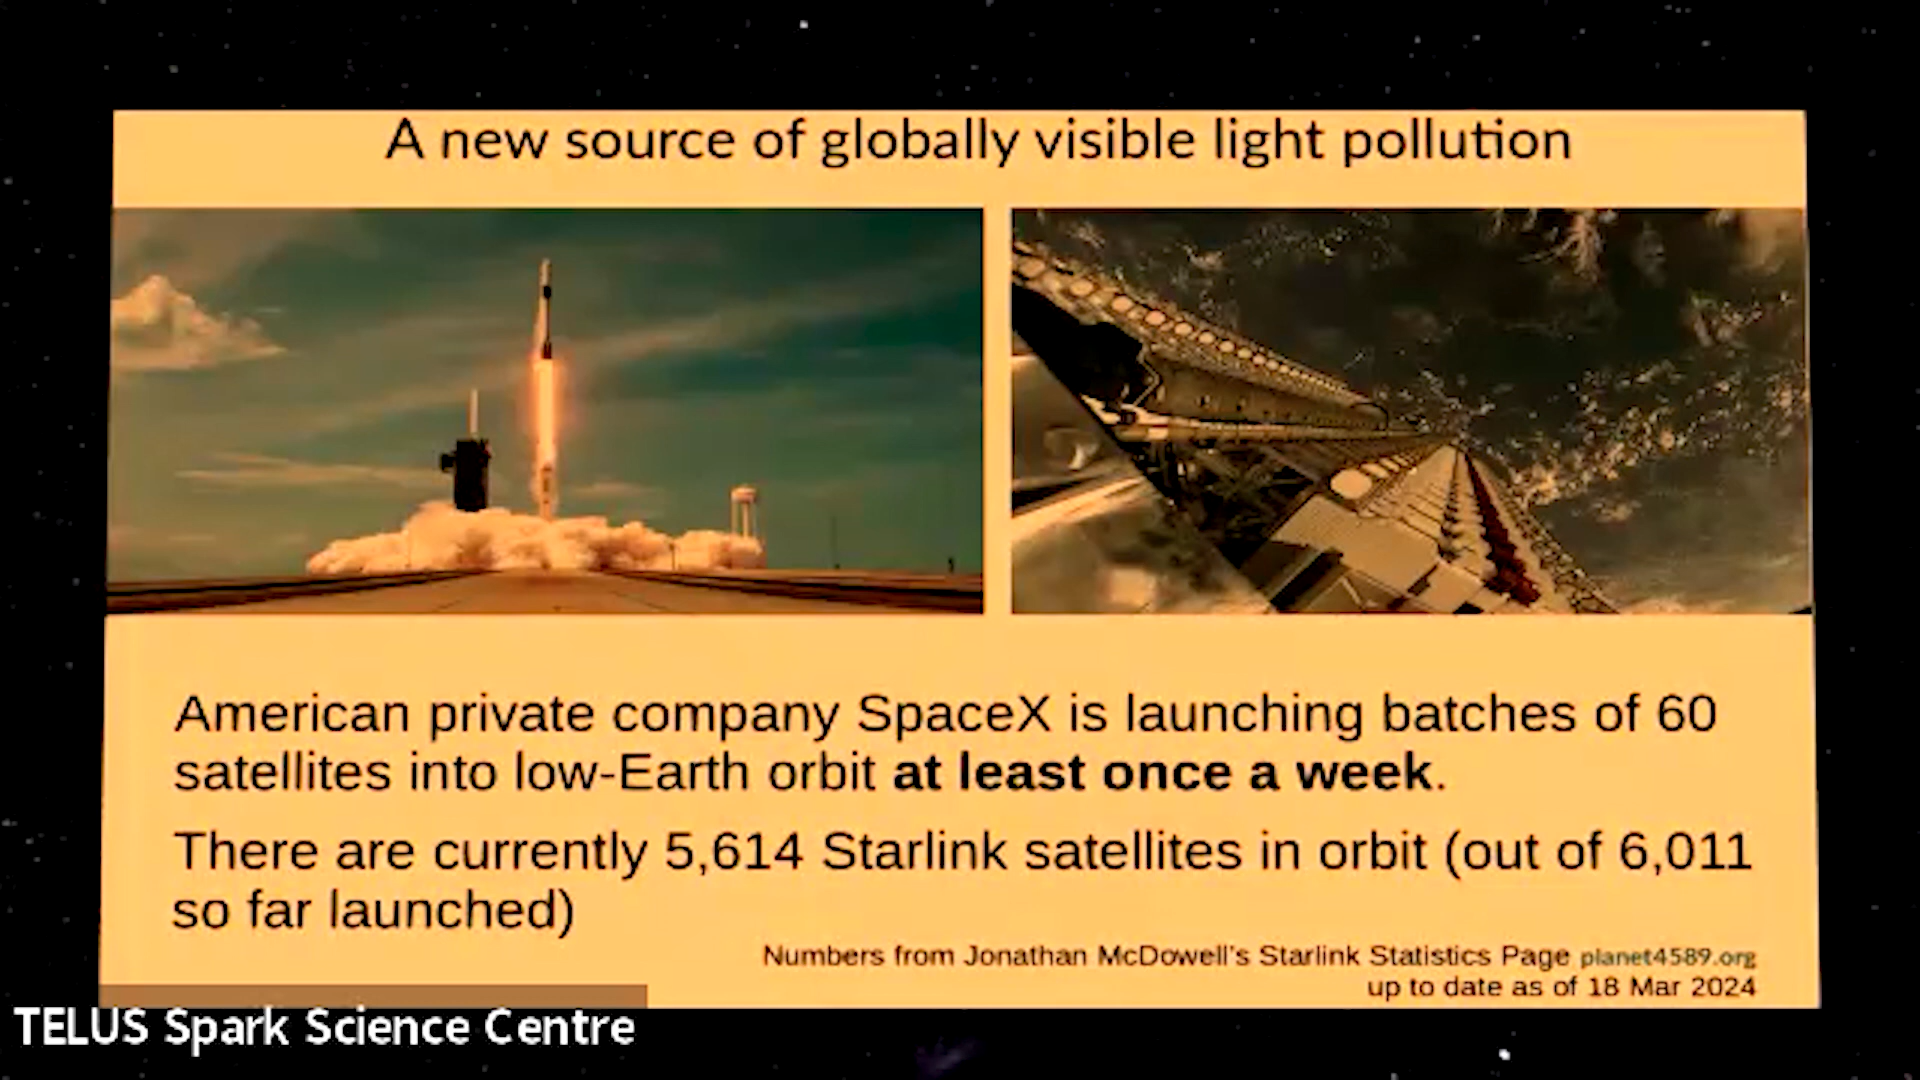 A new source of globally visible light pollution
American private company SpaceX is launching batches of 60
satellites into low-Earth orbit at least once a week.
There are currently 5,614 Starlink satellites in orbit (out of 6,011
so far launched)
Numbers from Jonathan McDowell's Starlink Statistics Page planet4589.org
up to date as of 18 Mar 2024
TELUS Spark Science Centre